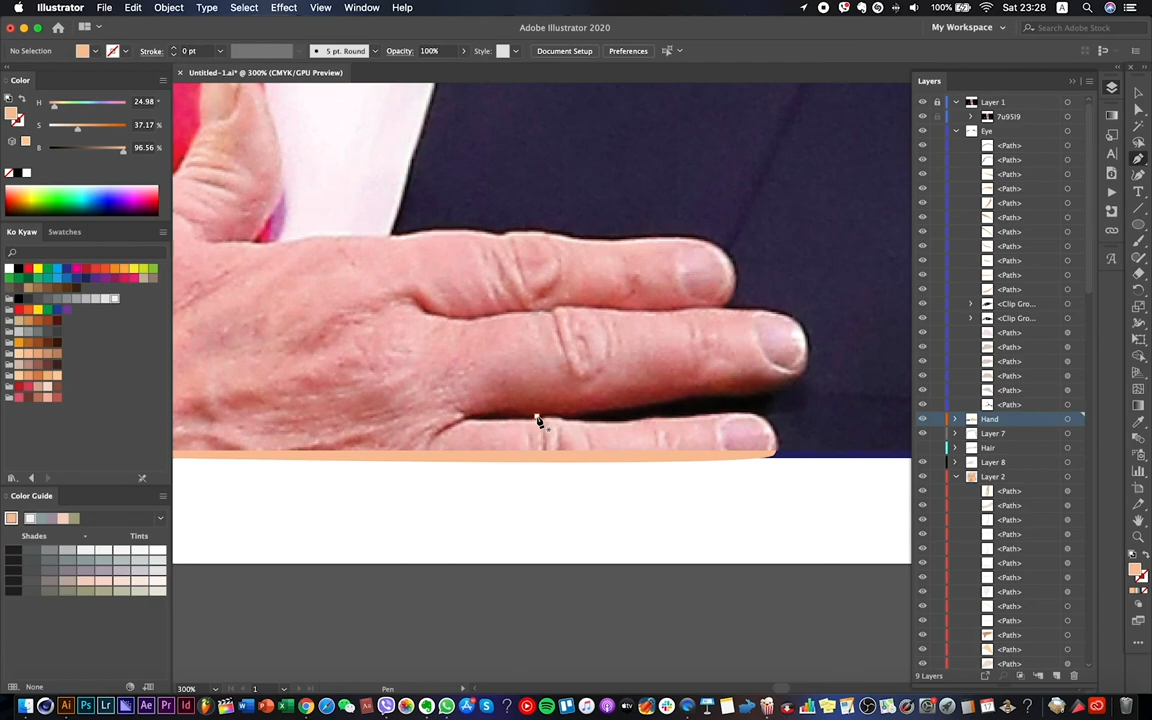 Illustrator File Edit Object Type Select Effect View Window Help 100% Sat 23:28
Adobe Illustrator 2020 My Workspace Search Adobe Stock
No Selection Stroke: 0 pt 5 pt. Round Opacity: 100% Style: Document Setup Preferences
Untitled-1.ai* @ 300% (CMYK/GPU Preview)
Color
H 24.98 °
S 37.17 %
B 96.56 %
Ko Kyaw Swatches
Color Guide
Shades Tints
None
300% 1 Pen
Layers
Layer 1
7u95I9
Eye
<Path>
<Path>
<Path>
<Path>
<Path>
<Path>
<Path>
<Path>
<Path>
<Path>
<Path>
<Clip Gro...
<Clip Gro...
<Path>
<Path>
<Path>
<Path>
<Path>
<Path>
Hand
Layer 7
Hair
Layer 8
Layer 2
<Path>
<Path>
<Path>
<Path>
<Path>
<Path>
<Path>
<Path>
<Path>
<Path>
<Path>
<Path>
<Path>
9 Layers